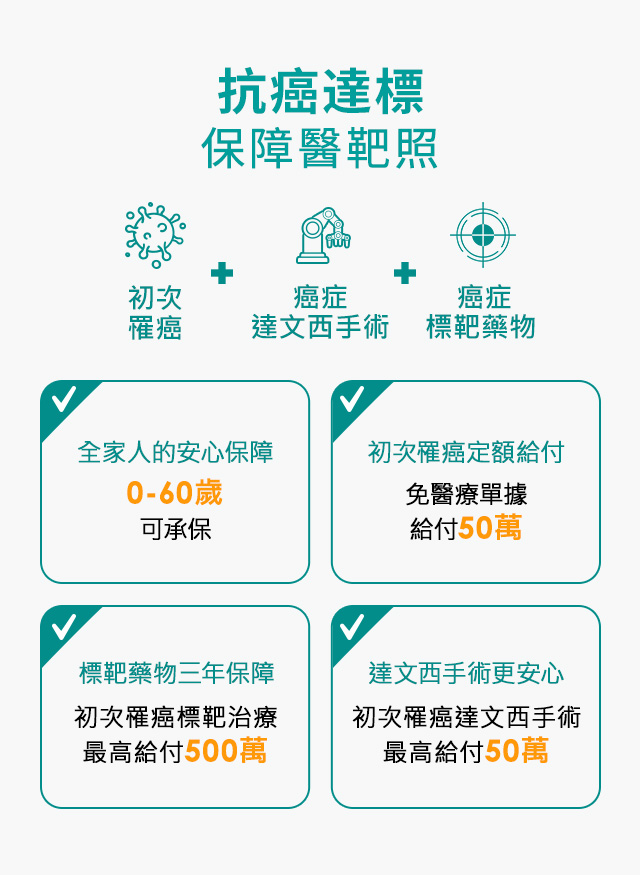 抗癌達標
保障醫靶照
初次
罹癌
癌症
達文西手術
癌症
標靶藥物
全家人的安心保障
0-60歲
可承保
初次罹癌定額給付
免醫療單據
給付50萬
標靶藥物三年保障
初次罹癌標靶治療
最高給付500萬
達文西手術更安心
初次罹癌達文西手術
最高給付50萬